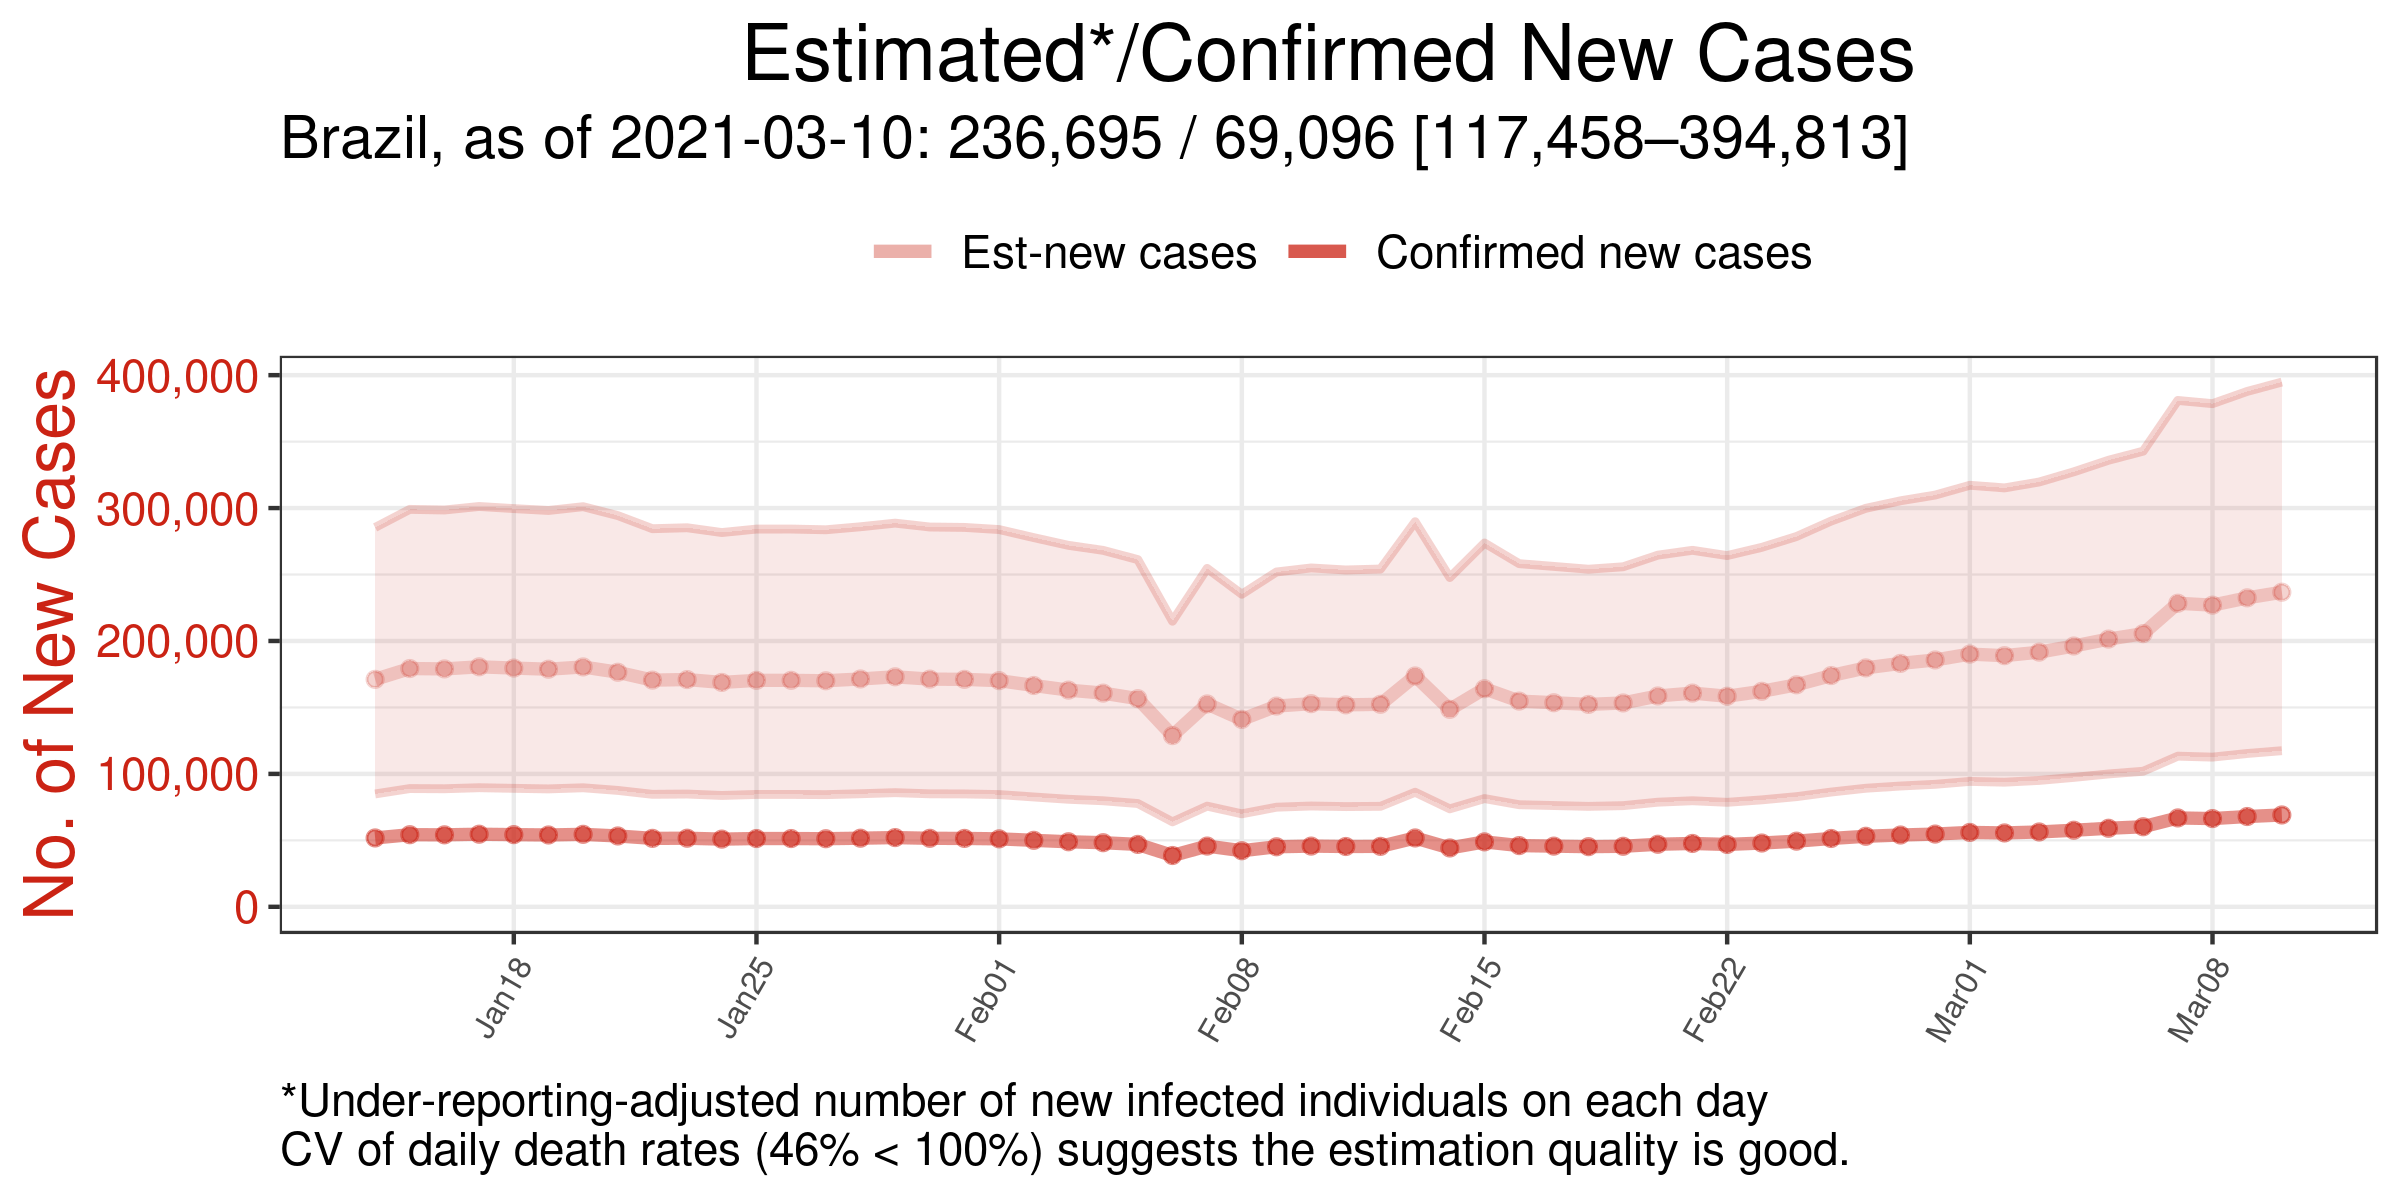 Estimated*/Confirmed New Cases
Brazil, as of 2021-03-10: 236,695 / 69,096 [117,458–394,813]
Est-new cases
Confirmed new cases
No. of New Cases
400,000
300,000
200,000
100,000
0
Jan18
Jan25
Feb01
Feb08
Feb15
Feb22
Mar01
Mar08
*Under-reporting-adjusted number of new infected individuals on each day
CV of daily death rates (46% < 100%) suggests the estimation quality is good.